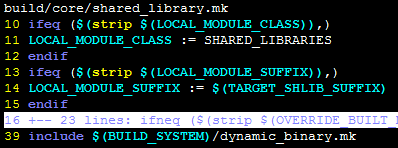 build/core/shared_library.mk
10 ifeq ($(strip $(LOCAL_MODULE_CLASS)),)
11 LOCAL_MODULE_CLASS := SHARED_LIBRARIES
12 endif
13 ifeq ($(strip $(LOCAL_MODULE_SUFFIX)),)
14 LOCAL_MODULE_SUFFIX := $(TARGET_SHLIB_SUFFIX)
15 endif
16 +-- 23 lines: ifneq ($(strip $(OVERRIDE_BUILT_
39 include $(BUILD_SYSTEM)/dynamic_binary.mk